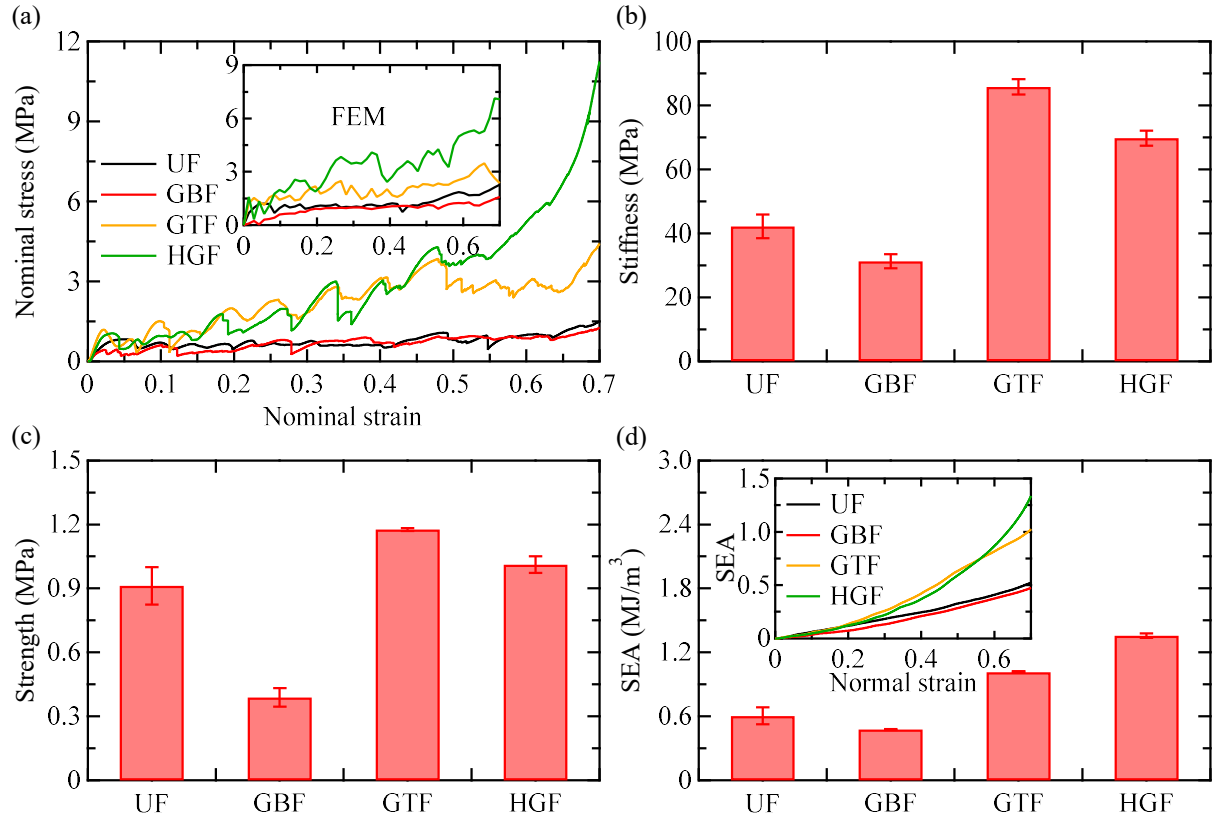 (a)
Nominal stress (MPa)
12
9
6
3
0
0 0.1 0.2 0.3 0.4 0.5 0.6 0.7
Nominal strain
UF
GBF
GTF
HGF
FEM
9
6
3
0
0 0.2 0.4 0.6
(b)
Stiffness (MPa)
100
80
60
40
20
0
UF GBF GTF HGF
(c)
Strength (MPa)
1.5
1.2
0.9
0.6
0.3
0
UF GBF GTF HGF
(d)
SEA (MJ/m³)
3.0
2.4
1.8
1.2
0.6
0
UF GBF GTF HGF
SEA
1.5
1.0
0.5
0
UF
GBF
GTF
HGF
0 0.2 0.4 0.6
Normal strain